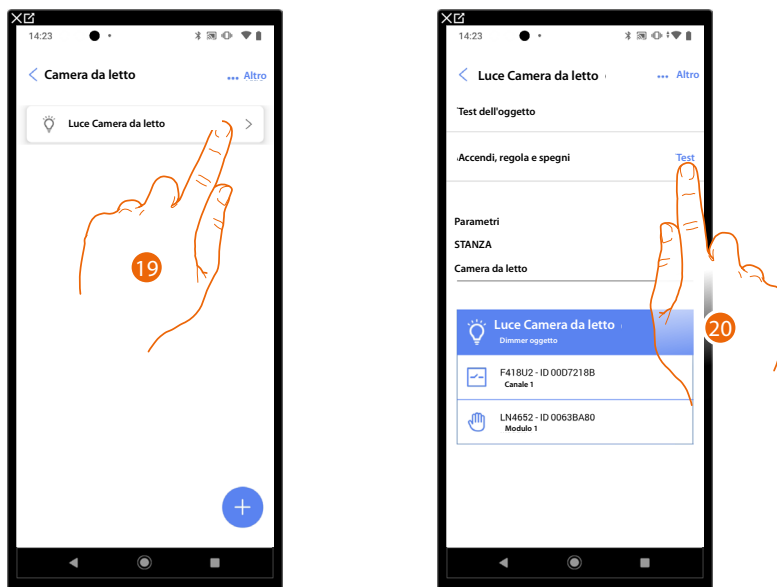 14:23
Camera da letto
... Altro
Luce Camera da letto
19
14:23
Luce Camera da letto
... Altro
Test dell'oggetto
Accendi, regola e spegni
Test
Parametri
STANZA
Camera da letto
20
Luce Camera da letto
Dimmer oggetto
F418U2 - ID 00D7218B
Canale 1
LN4652 - ID 0063BA80
Modulo 1